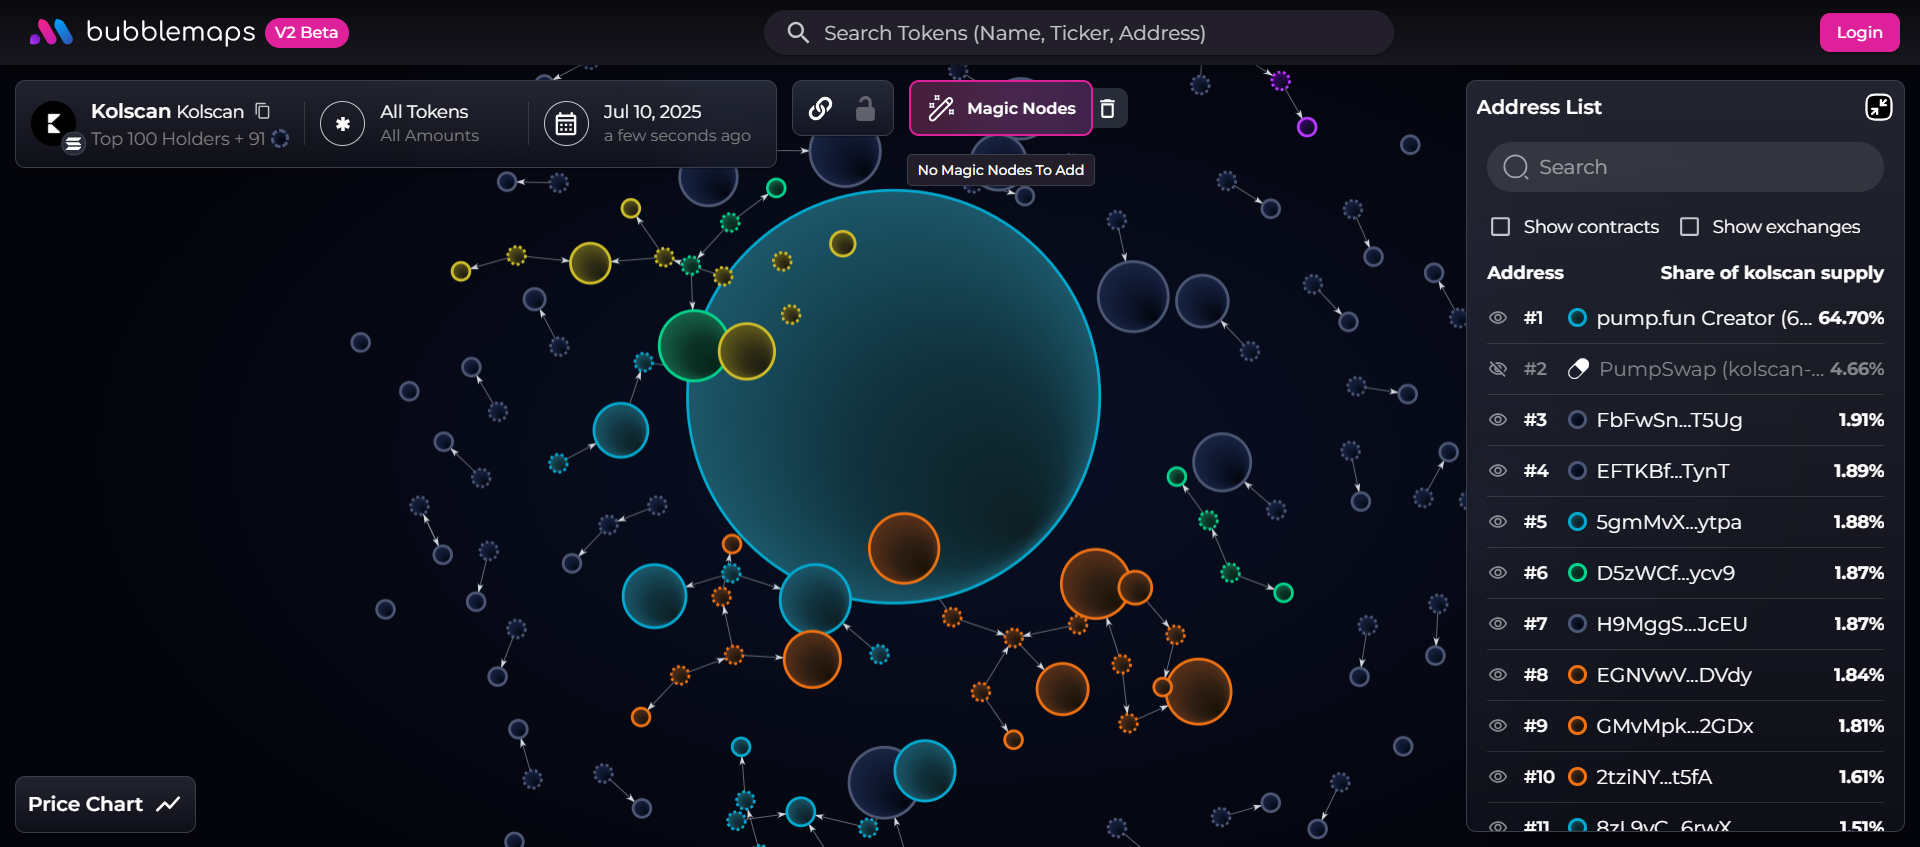 bubblemaps V2 Beta
Search Tokens (Name, Ticker, Address)
Login
Kolscan Kolscan
Top 100 Holders + 91
All Tokens
All Amounts
Jul 10, 2025
a few seconds ago
Magic Nodes
No Magic Nodes To Add
Address List
Search
Show contracts Show exchanges
Address Share of kolscan supply
#1 pump.fun Creator (6... 64.70%
#2 PumpSwap (kolscan-... 4.66%
#3 FbFwSn...T5Ug 1.91%
#4 EFTKBf...TynT 1.89%
#5 5gmMvX...ytpa 1.88%
#6 D5zWCf...ycv9 1.87%
#7 H9MggS...JcEU 1.87%
#8 EGNVwV...DVdy 1.84%
#9 GMvMpk...2GDx 1.81%
#10 2tziNY...t5fA 1.61%
#11 1.51%
Price Chart